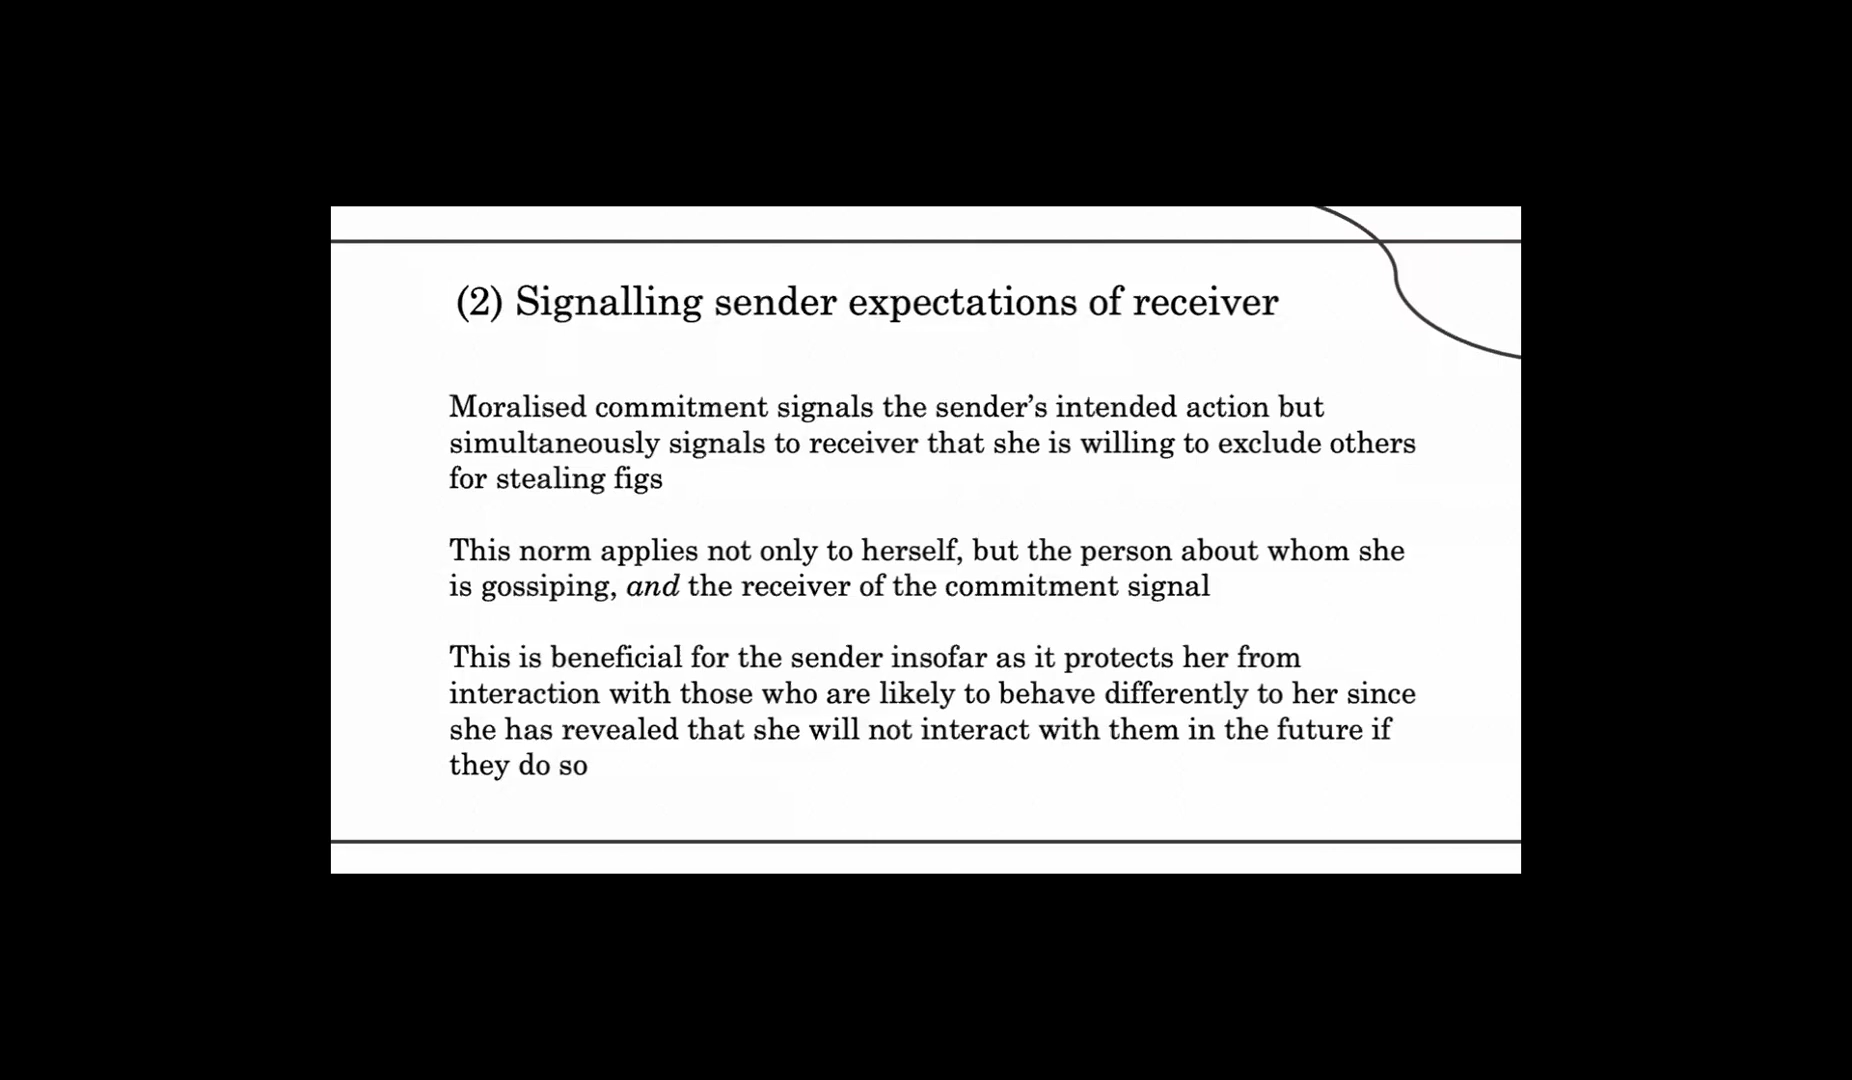 (2) Signalling sender expectations of receiver
Moralised commitment signals the sender’s intended action but
simultaneously signals to receiver that she is willing to exclude others
for stealing figs
This norm applies not only to herself, but the person about whom she
is gossiping, and the receiver of the commitment signal
This is beneficial for the sender insofar as it protects her from
interaction with those who are likely to behave differently to her since
she has revealed that she will not interact with them in the future if
they do so